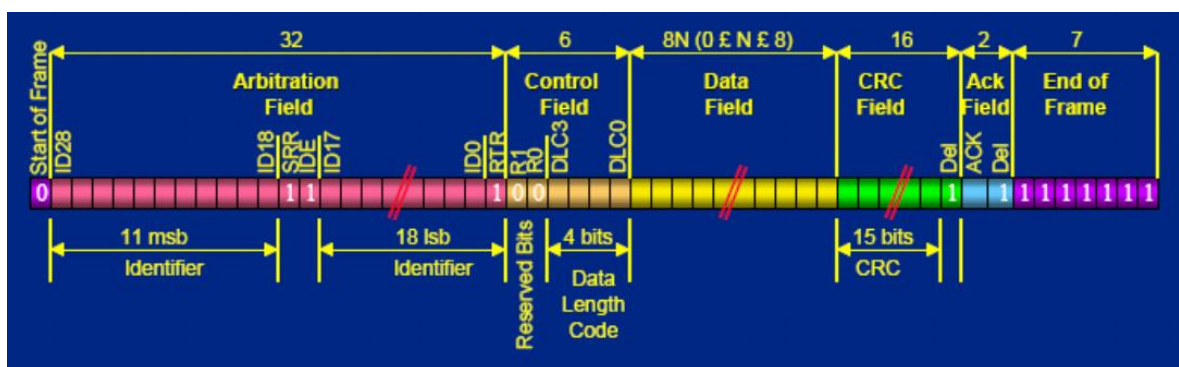 32 6 8N (0 £ N £ 8) 16 2 7
Arbitration Field
Control Field
Data Field
CRC Field
Ack Field
End of Frame
Start of Frame
ID28
ID18
SRR
IDE
ID17
ID0
RTR
R1
R0
DLC3
DLC0
Del
ACK
Del
0 1 1 1 0 0 1 1 1 1 1 1 1 1 1
11 msb
Identifier
18 lsb
Identifier
Reserved Bits
4 bits
Data
Length
Code
15 bits
CRC